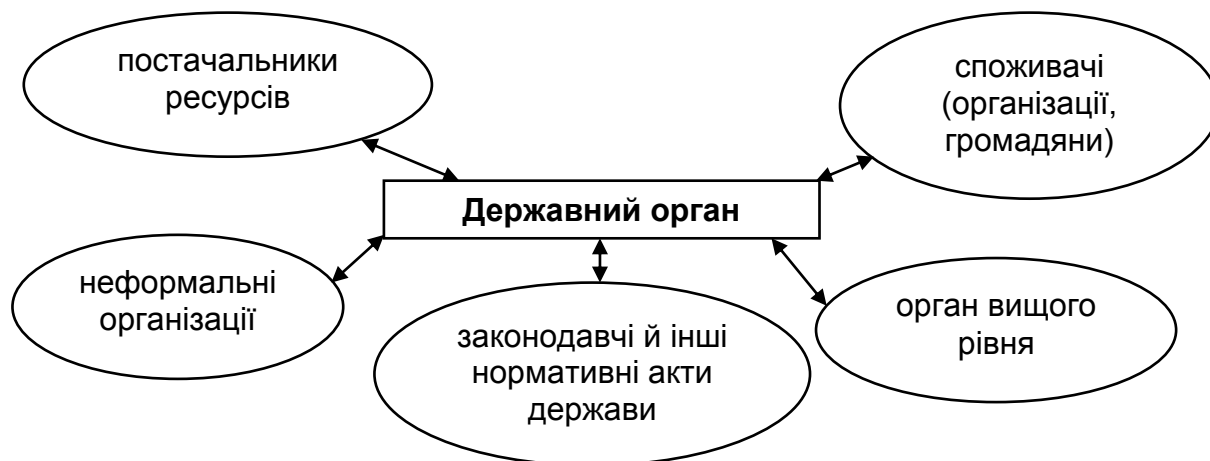 постачальники
ресурсів
споживачі
(організації,
громадяни)
Державний орган
неформальні
організації
законодавчі й інші
нормативні акти
держави
орган вищого
рівня